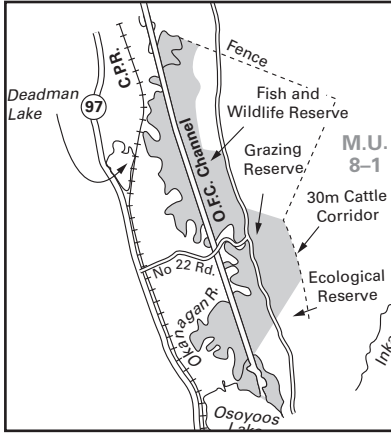 Fence
C.P.R.
Deadman
Lake
97
Fish and
Wildlife Reserve
O.F.C. Channel
Grazing
Reserve
M.U.
8–1
30m Cattle
Corridor
No 22 Rd.
Ecological
Reserve
Okanagan R.
Inka
Osoyoos
Lake